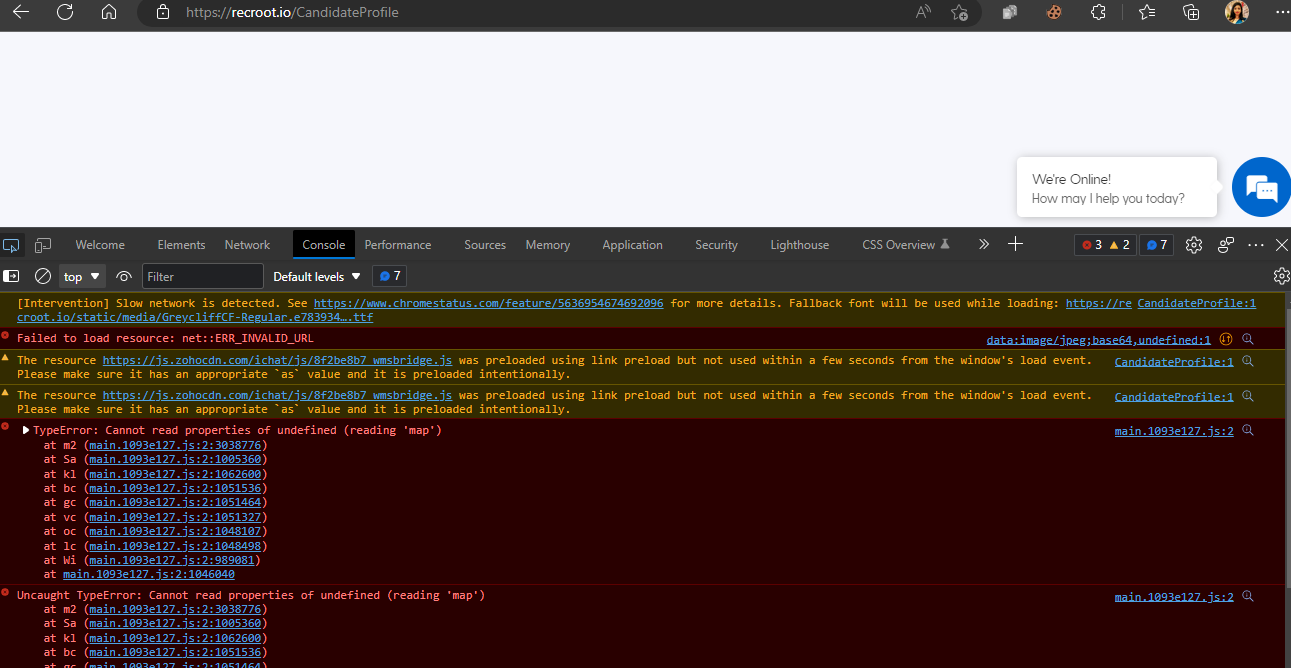 https://recroot.io/CandidateProfile
We're Online!
How may I help you today?
Welcome Elements Network Console Performance Sources Memory Application Security Lighthouse CSS Overview 3 2 7
top Filter Default levels 7
[Intervention] Slow network is detected. See https://www.chromestatus.com/feature/5636954674692096 for more details. Fallback font will be used while loading: https://re CandidateProfile:1
croot.io/static/media/GreycliffCF-Regular.e783934….ttf
Failed to load resource: net::ERR_INVALID_URL data:image/jpeg;base64,undefined:1
The resource https://js.zohocdn.com/ichat/js/8f2be8b7_wmsbridge.js was preloaded using link preload but not used within a few seconds from the window's load event. CandidateProfile:1
Please make sure it has an appropriate `as` value and it is preloaded intentionally.
The resource https://js.zohocdn.com/ichat/js/8f2be8b7_wmsbridge.js was preloaded using link preload but not used within a few seconds from the window's load event. CandidateProfile:1
Please make sure it has an appropriate `as` value and it is preloaded intentionally.
TypeError: Cannot read properties of undefined (reading 'map') main.1093e127.js:2
at m2 (main.1093e127.js:2:3038776)
at Sa (main.1093e127.js:2:1005360)
at kl (main.1093e127.js:2:1062600)
at bc (main.1093e127.js:2:1051536)
at gc (main.1093e127.js:2:1051464)
at vc (main.1093e127.js:2:1051327)
at oc (main.1093e127.js:2:1048107)
at lc (main.1093e127.js:2:1048498)
at Wi (main.1093e127.js:2:989081)
at main.1093e127.js:2:1046040
Uncaught TypeError: Cannot read properties of undefined (reading 'map') main.1093e127.js:2
at m2 (main.1093e127.js:2:3038776)
at Sa (main.1093e127.js:2:1005360)
at kl (main.1093e127.js:2:1062600)
at bc (main.1093e127.js:2:1051536)
at gc (main.1093e127.js:2:1051464)